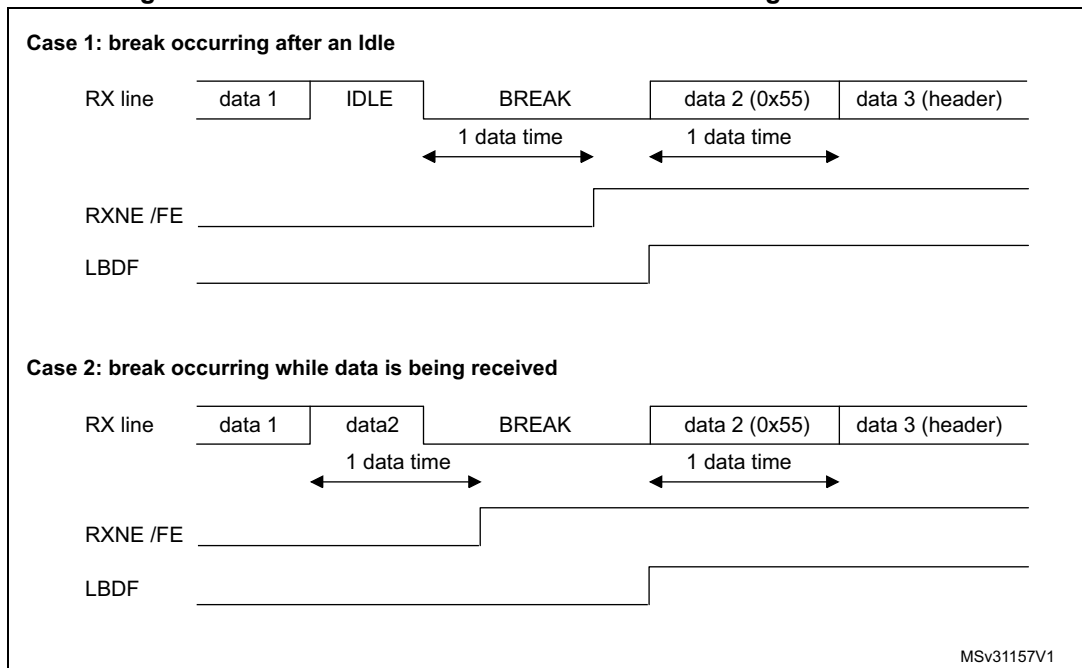 Case 1: break occurring after an Idle
RX line data 1 IDLE BREAK data 2 (0x55) data 3 (header)
1 data time 1 data time
RXNE /FE
LBDF
Case 2: break occurring while data is being received
RX line data 1 data2 BREAK data 2 (0x55) data 3 (header)
1 data time 1 data time
RXNE /FE
LBDF
MSv31157V1